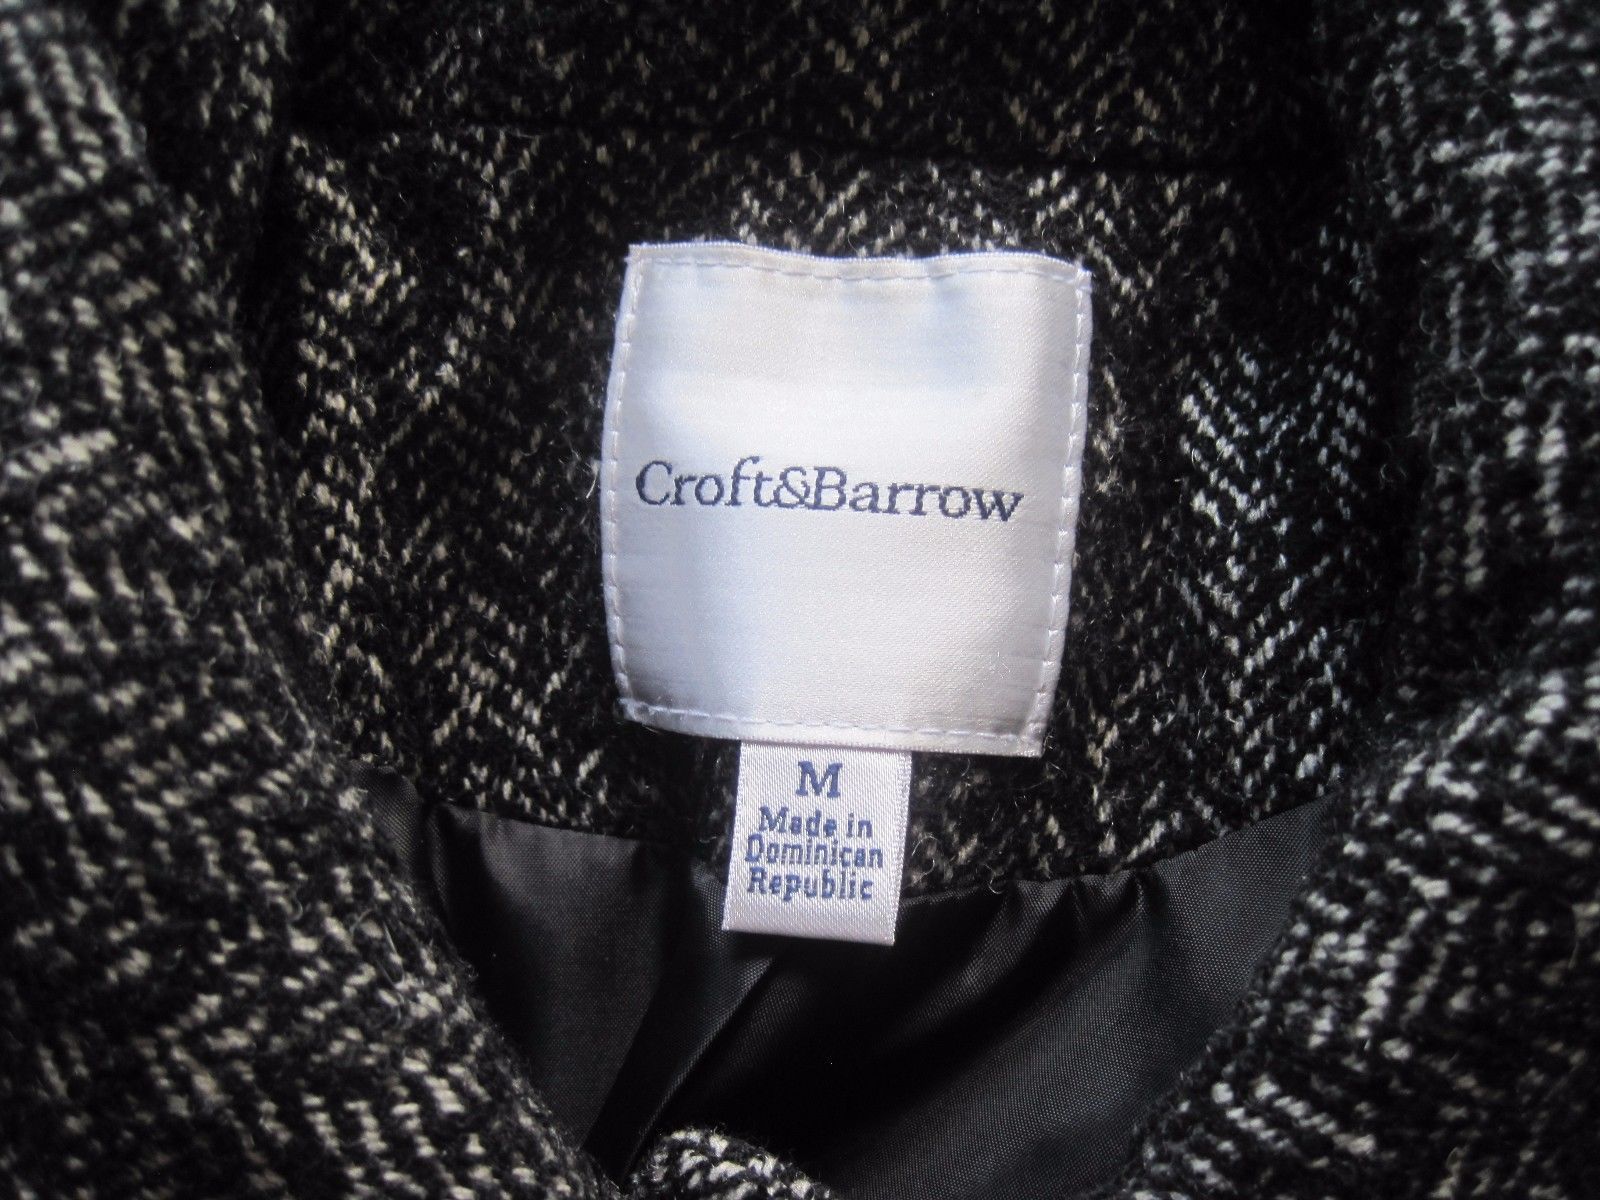 Croft&Barrow
M
Made in
Dominican
Republic